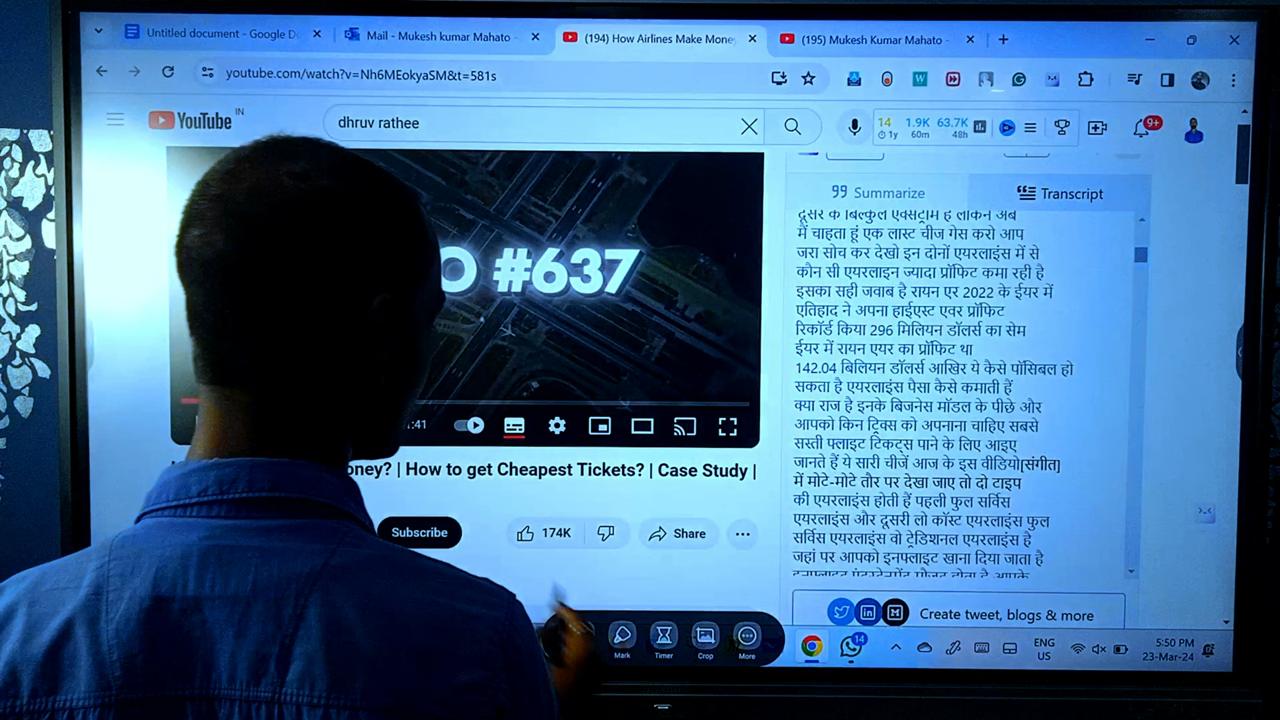 Untitled document - Google D
Mail - Mukesh kumar Mahato -
(194) How Airlines Make Money
(195) Mukesh Kumar Mahato -
youtube.com/watch?v=Nh6MEokyaSM&t=581s
YouTube IN
dhruv rathee
14 1.9K 63.7K
1y 60m 48h
9+
O #637
:41
oney? | How to get Cheapest Tickets? | Case Study |
Subscribe
174K
Share
Summarize
Transcript
दूसरे के बिल्कुल एक्सट्रीम है लेकिन अब
में चाहता हूं एक लास्ट चीज गेस करो आप
जरा सोच कर देखो इन दोनों एयरलाइंस में से
कौन सी एयरलाइन ज्यादा प्रॉफिट कमा रही है
इसका सही जवाब है रायन एर 2022 के ईयर में
एतिहाद ने अपना हाईएस्ट एवर प्रॉफिट
रिकॉर्ड किया 296 मिलियन डॉलर्स का सेम
ईयर में रायन एयर का प्रॉफिट था
142.04 बिलियन डॉलर्स आखिर ये कैसे पॉसिबल हो
सकता है एयरलाइंस पैसा कैसे कमाती हैं
क्या राज है इनके बिजनेस मॉडल के पीछे और
आपको किन ट्रिक्स को अपनाना चाहिए सबसे
सस्ती फ्लाइट टिकट्स पाने के लिए आइए
जानते हैं ये सारी चीजें आज के इस वीडियो[संगीत]
में मोटे-मोटे तौर पर देखा जाए तो दो टाइप
की एयरलाइंस होती हैं पहली फुल सर्विस
एयरलाइंस और दूसरी लो कॉस्ट एयरलाइंस फुल
सर्विस एयरलाइंस वो ट्रेडिशनल एयरलाइंस है
जहां पर आपको इनफ्लाइट खाना दिया जाता है
Create tweet, blogs & more
Mark
Timer
Crop
More
14
ENG
US
5:50 PM
23-Mar-24